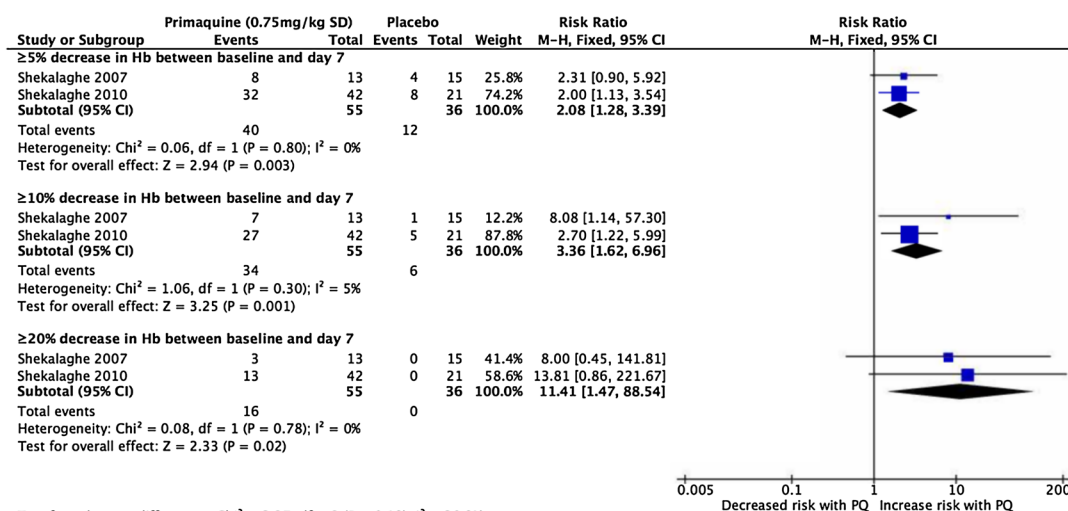 Primaquine (0.75mg/kg SD) Placebo Risk Ratio Risk Ratio
Study or Subgroup Events Total Events Total Weight M-H, Fixed, 95% CI M-H, Fixed, 95% CI
≥5% decrease in Hb between baseline and day 7
Shekalaghe 2007 8 13 4 15 25.8% 2.31 [0.90, 5.92]
Shekalaghe 2010 32 42 8 21 74.2% 2.00 [1.13, 3.54]
Subtotal (95% CI) 55 36 100.0% 2.08 [1.28, 3.39]
Total events 40 12
Heterogeneity: Chi² = 0.06, df = 1 (P = 0.80); I² = 0%
Test for overall effect: Z = 2.94 (P = 0.003)
≥10% decrease in Hb between baseline and day 7
Shekalaghe 2007 7 13 1 15 12.2% 8.08 [1.14, 57.30]
Shekalaghe 2010 27 42 5 21 87.8% 2.70 [1.22, 5.99]
Subtotal (95% CI) 55 36 100.0% 3.36 [1.62, 6.96]
Total events 34 6
Heterogeneity: Chi² = 1.06, df = 1 (P = 0.30); I² = 5%
Test for overall effect: Z = 3.25 (P = 0.001)
≥20% decrease in Hb between baseline and day 7
Shekalaghe 2007 3 13 0 15 41.4% 8.00 [0.45, 141.81]
Shekalaghe 2010 13 42 0 21 58.6% 13.81 [0.86, 221.67]
Subtotal (95% CI) 55 36 100.0% 11.41 [1.47, 88.54]
Total events 16 0
Heterogeneity: Chi² = 0.08, df = 1 (P = 0.78); I² = 0%
Test for overall effect: Z = 2.33 (P = 0.02)
0.005 0.1 1 10 200
Decreased risk with PQ Increase risk with PQ